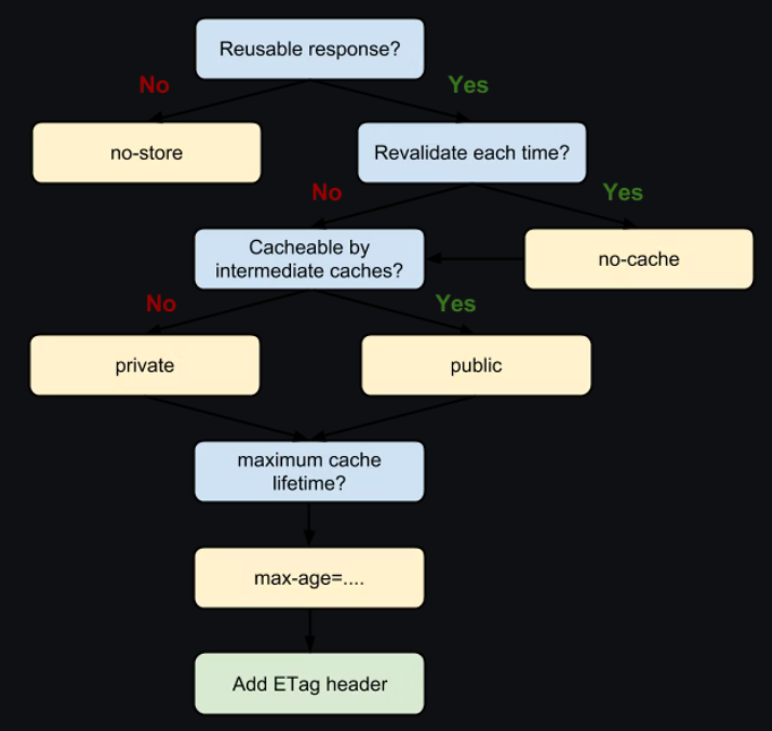 Reusable response?
No
Yes
no-store
Revalidate each time?
No
Yes
Cacheable by
intermediate caches?
no-cache
No
Yes
private
public
maximum cache
lifetime?
max-age=....
Add ETag header